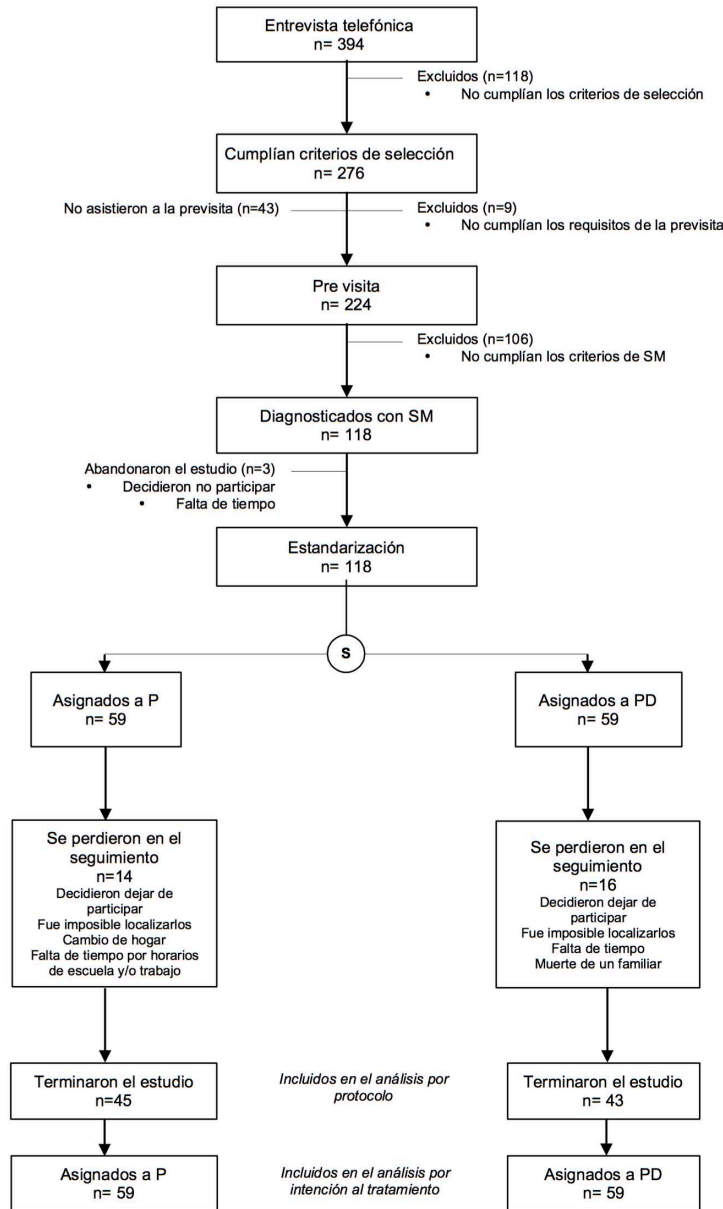 Entrevista telefónica
n= 394
Excluidos (n=118)
• No cumplían los criterios de selección
Cumplían criterios de selección
n= 276
No asistieron a la previsita (n=43)
Excluidos (n=9)
• No cumplían los requisitos de la previsita
Pre visita
n= 224
Excluidos (n=106)
• No cumplían los criterios de SM
Diagnosticados con SM
n= 118
Abandonaron el estudio (n=3)
• Decidieron no participar
• Falta de tiempo
Estandarización
n= 118
S
Asignados a P
n= 59
Asignados a PD
n= 59
Se perdieron en el
seguimiento
n=14
Decidieron dejar de
participar
Fue imposible localizarlos
Cambio de hogar
Falta de tiempo por horarios
de escuela y/o trabajo
Se perdieron en el
seguimiento
n=16
Decidieron dejar de
participar
Fue imposible localizarlos
Falta de tiempo
Muerte de un familiar
Terminaron el estudio
n=45
Incluidos en el análisis por
protocolo
Terminaron el estudio
n= 43
Asignados a P
n= 59
Incluidos en el análisis por
intención al tratamiento
Asignados a PD
n= 59